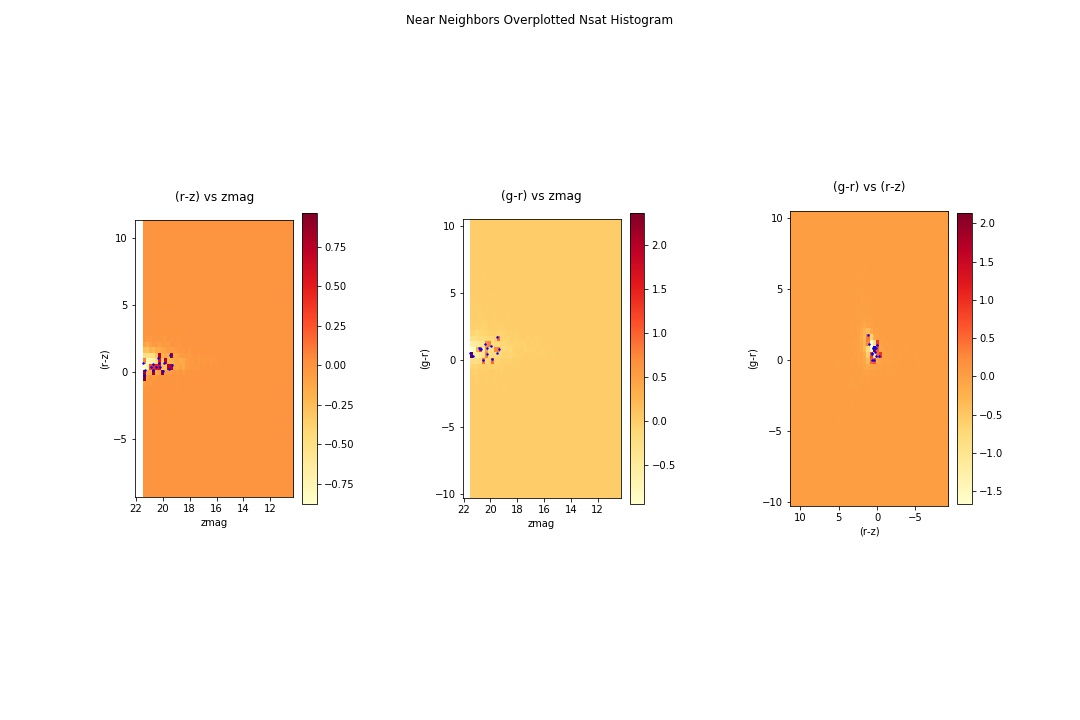 Near Neighbors Overplotted Nsat Histogram
(r-z) vs zmag
10
5
0
−5
(r-z)
22 20 18 16 14 12
zmag
0.75
0.50
0.25
0.00
−0.25
−0.50
−0.75
(g-r) vs zmag
10
5
0
−5
−10
(g-r)
22 20 18 16 14 12
zmag
2.0
1.5
1.0
0.5
0.0
−0.5
(g-r) vs (r-z)
10
5
0
−5
−10
(g-r)
10 5 0 −5
(r-z)
2.0
1.5
1.0
0.5
0.0
−0.5
−1.0
−1.5